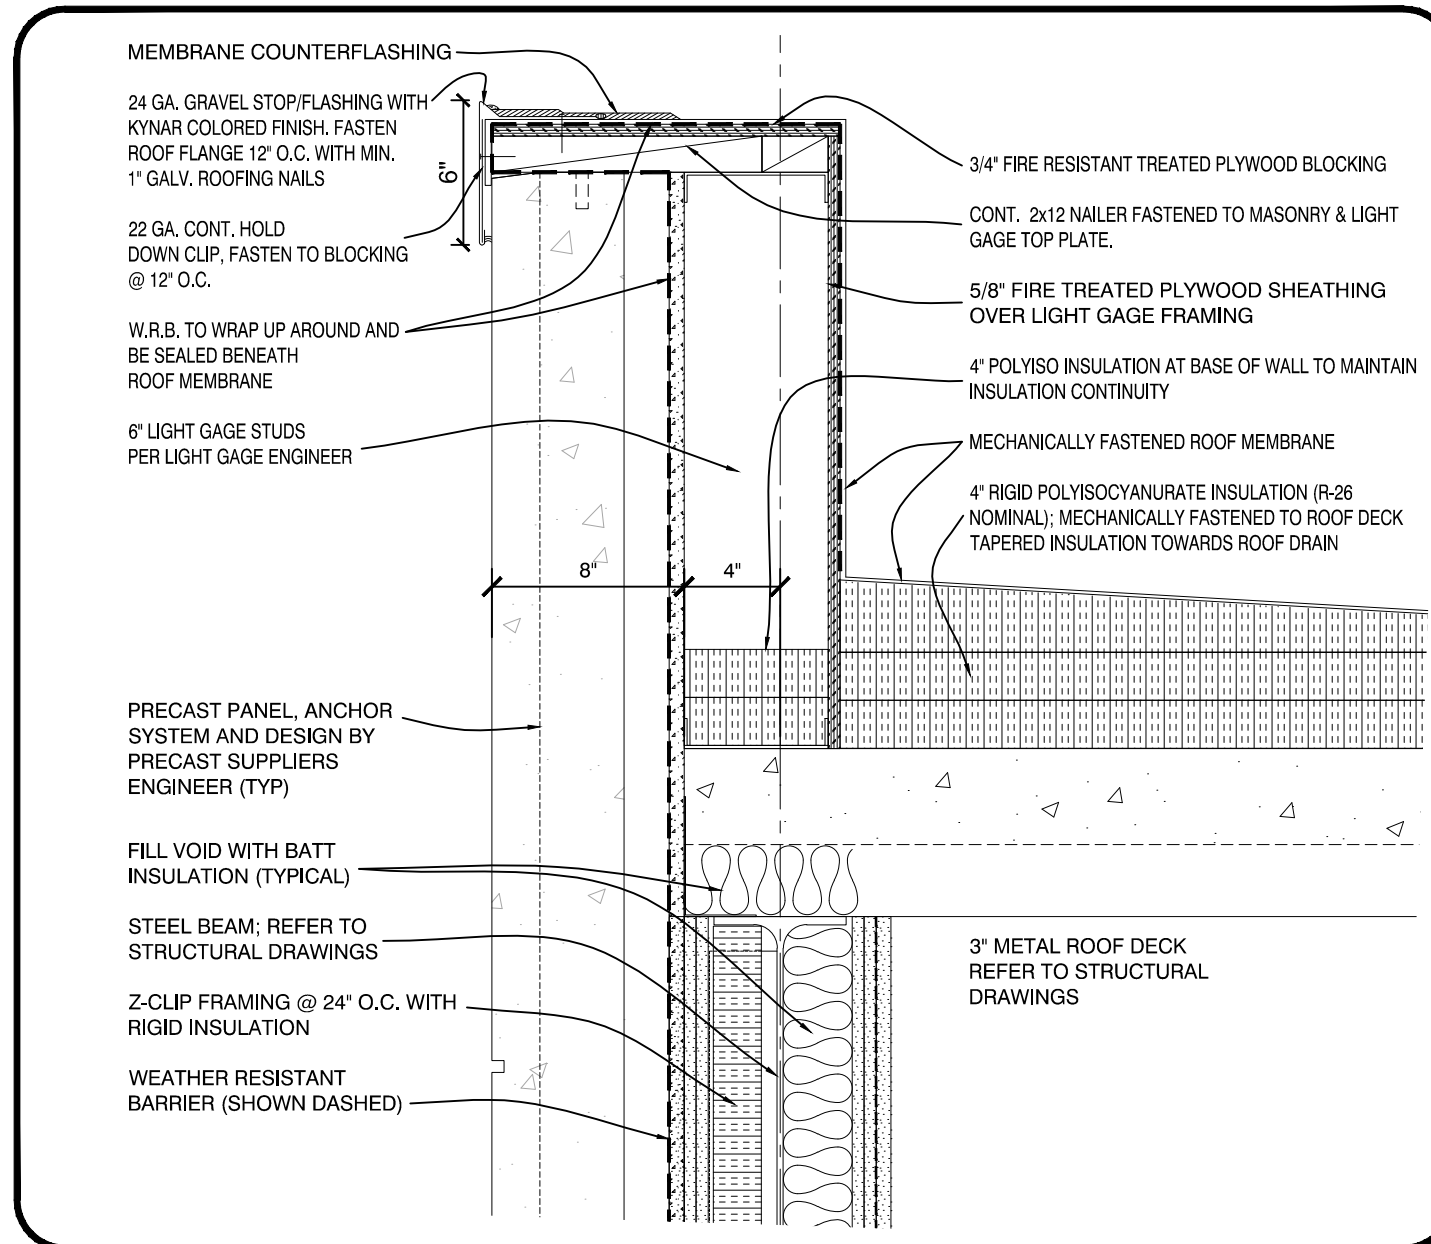 MEMBRANE COUNTERFLASHING
24 GA. GRAVEL STOP/FLASHING WITH
KYNAR COLORED FINISH. FASTEN
ROOF FLANGE 12" O.C. WITH MIN.
1" GALV. ROOFING NAILS
6"
22 GA. CONT. HOLD
DOWN CLIP, FASTEN TO BLOCKING
@ 12" O.C.
W.R.B. TO WRAP UP AROUND AND
BE SEALED BENEATH
ROOF MEMBRANE
6" LIGHT GAGE STUDS
PER LIGHT GAGE ENGINEER
8"
4"
PRECAST PANEL, ANCHOR
SYSTEM AND DESIGN BY
PRECAST SUPPLIERS
ENGINEER (TYP)
FILL VOID WITH BATT
INSULATION (TYPICAL)
STEEL BEAM; REFER TO
STRUCTURAL DRAWINGS
Z-CLIP FRAMING @ 24" O.C. WITH
RIGID INSULATION
WEATHER RESISTANT
BARRIER (SHOWN DASHED)
3/4" FIRE RESISTANT TREATED PLYWOOD BLOCKING
CONT. 2x12 NAILER FASTENED TO MASONRY & LIGHT
GAGE TOP PLATE.
5/8" FIRE TREATED PLYWOOD SHEATHING
OVER LIGHT GAGE FRAMING
4" POLYISO INSULATION AT BASE OF WALL TO MAINTAIN
INSULATION CONTINUITY
MECHANICALLY FASTENED ROOF MEMBRANE
4" RIGID POLYISOCYANURATE INSULATION (R-26
NOMINAL); MECHANICALLY FASTENED TO ROOF DECK
TAPERED INSULATION TOWARDS ROOF DRAIN
3" METAL ROOF DECK
REFER TO STRUCTURAL
DRAWINGS